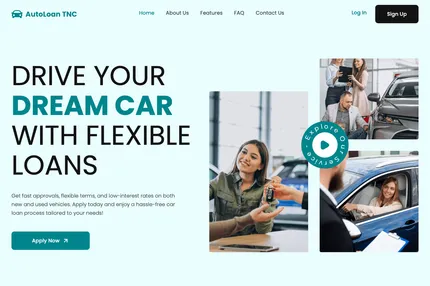 AutoLoan TNC
Home
About Us
Features
FAQ
Contact Us
Log in
Sign Up
DRIVE YOUR
DREAM CAR
WITH FLEXIBLE
LOANS
Get fast approvals, flexible terms, and low-interest rates on both
new and used vehicles. Apply today and enjoy a hassle- free car
loan process tailored to your needs!
Apply Now
Explore Our Service